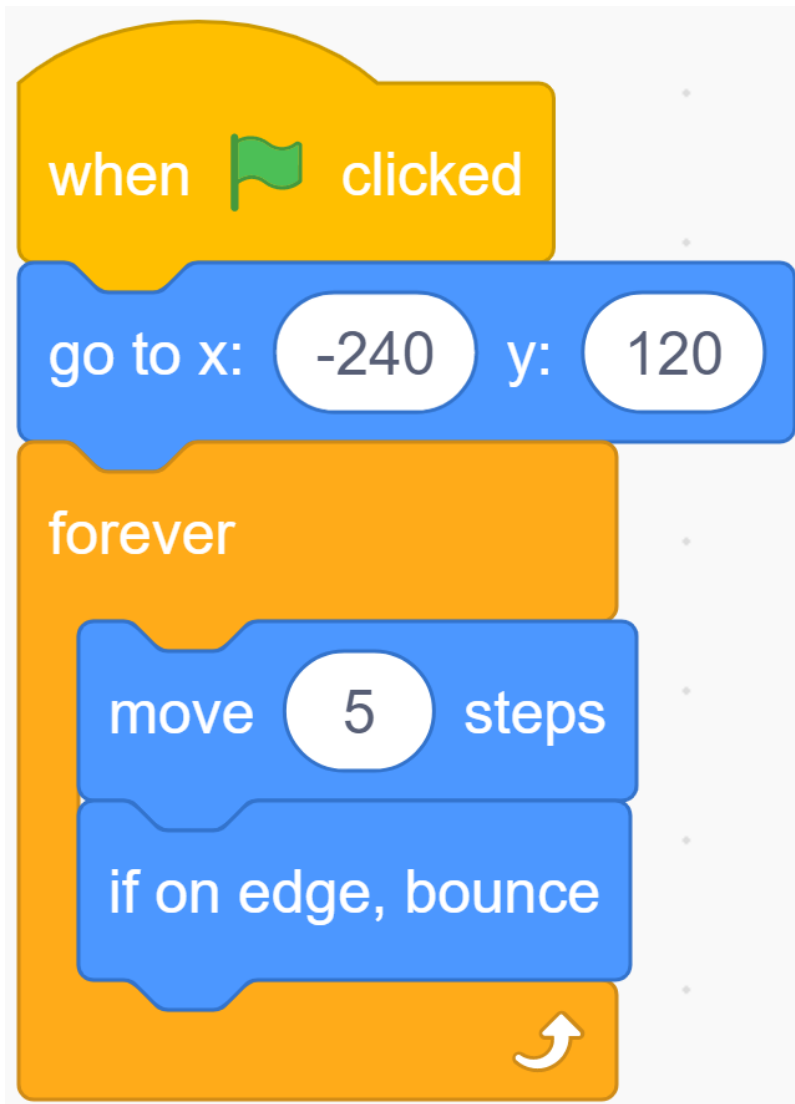 when clicked
go to x: -240 y: 120
forever
move 5 steps
if on edge, bounce